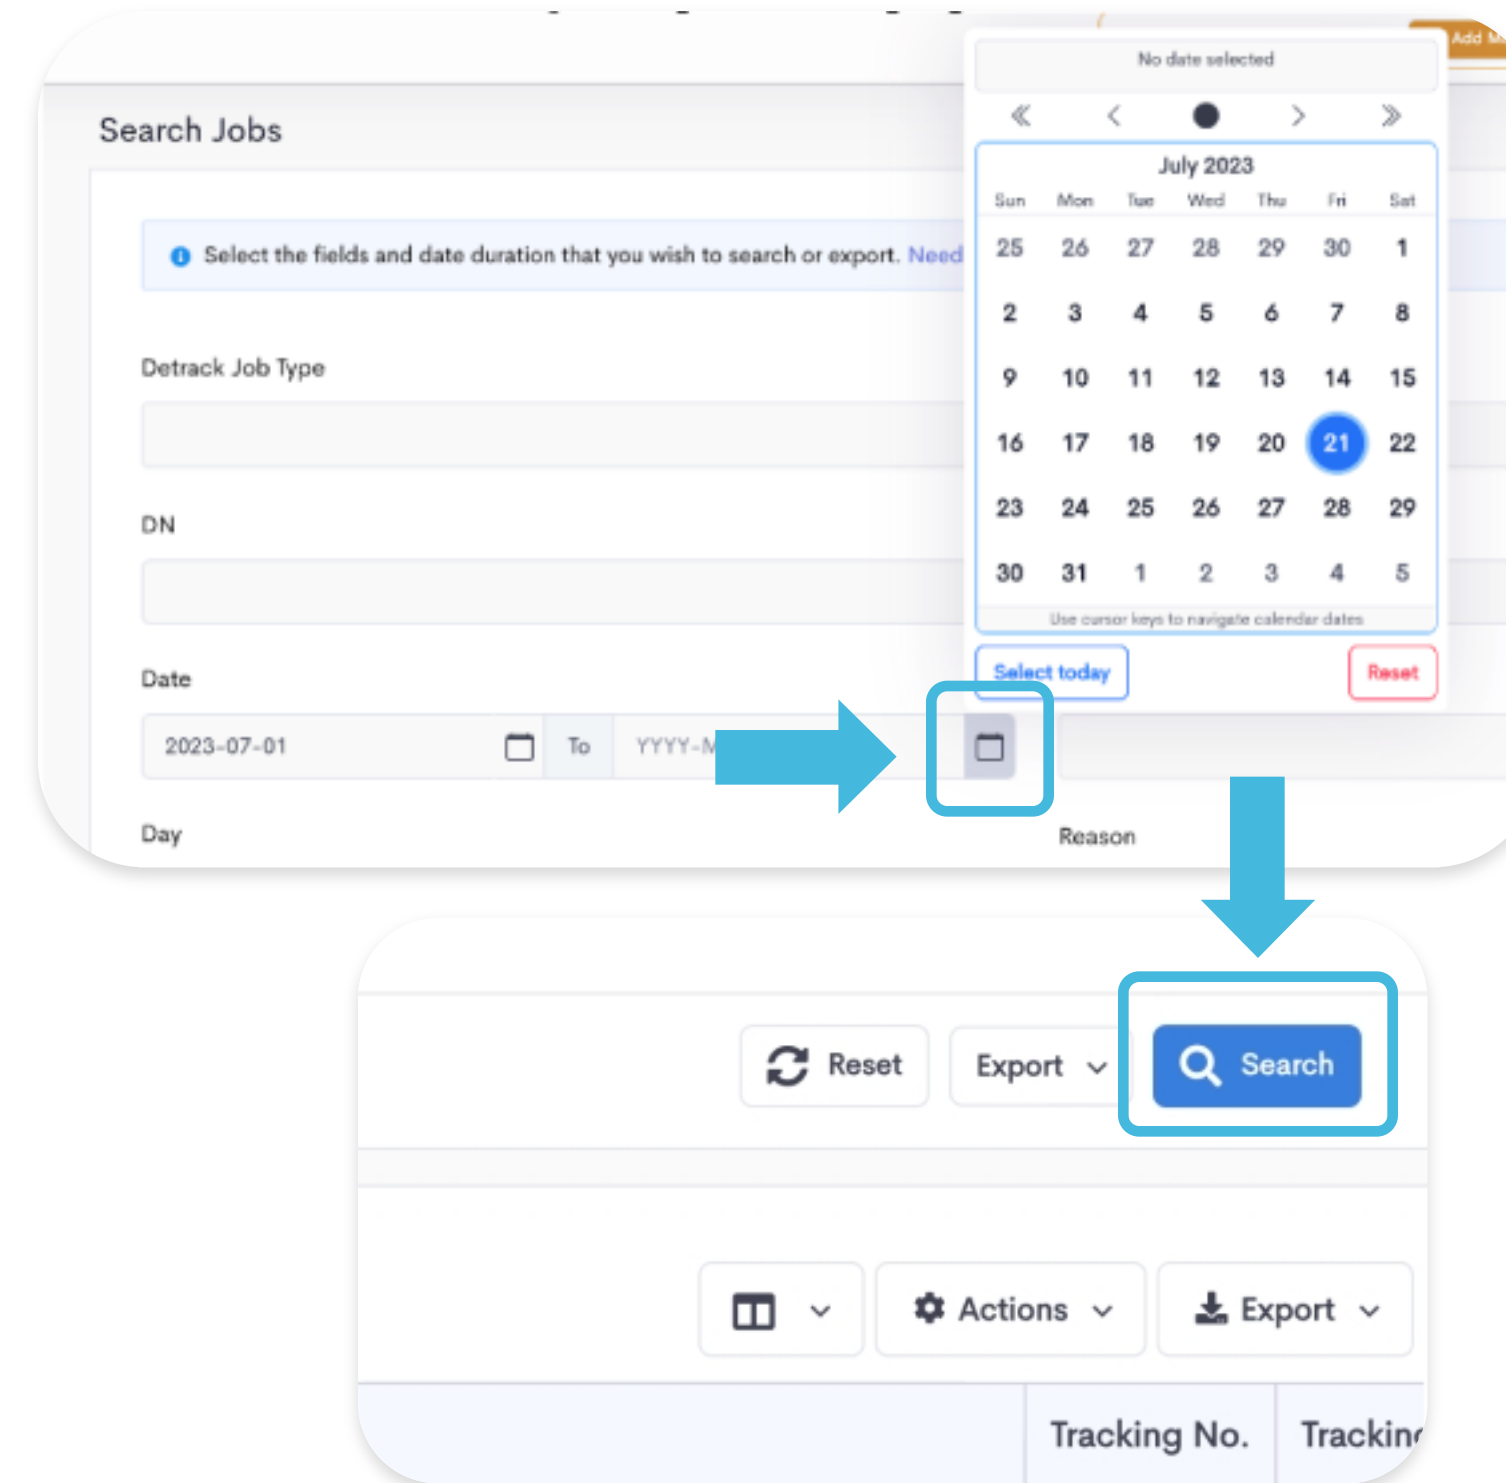 Add M
No date selected
Search Jobs
July 2023
Sun Mon Tue Wed Thu Fri Sat
Select the fields and date duration that you wish to search or export. Need
25 26 27 28 29 30 1
2 3 4 5 6 7 8
Detrack Job Type
9 10 11 12 13 14 15
16 17 18 19 20 21 22
DN
23 24 25 26 27 28 29
30 31 1 2 3 4 5
Use cursor keys to navigate calendar dates
Date
Select today Reset
2023-07-01 To YYYY-M
Day Reason
Reset Export Search
Actions Export
Tracking No. Tracking